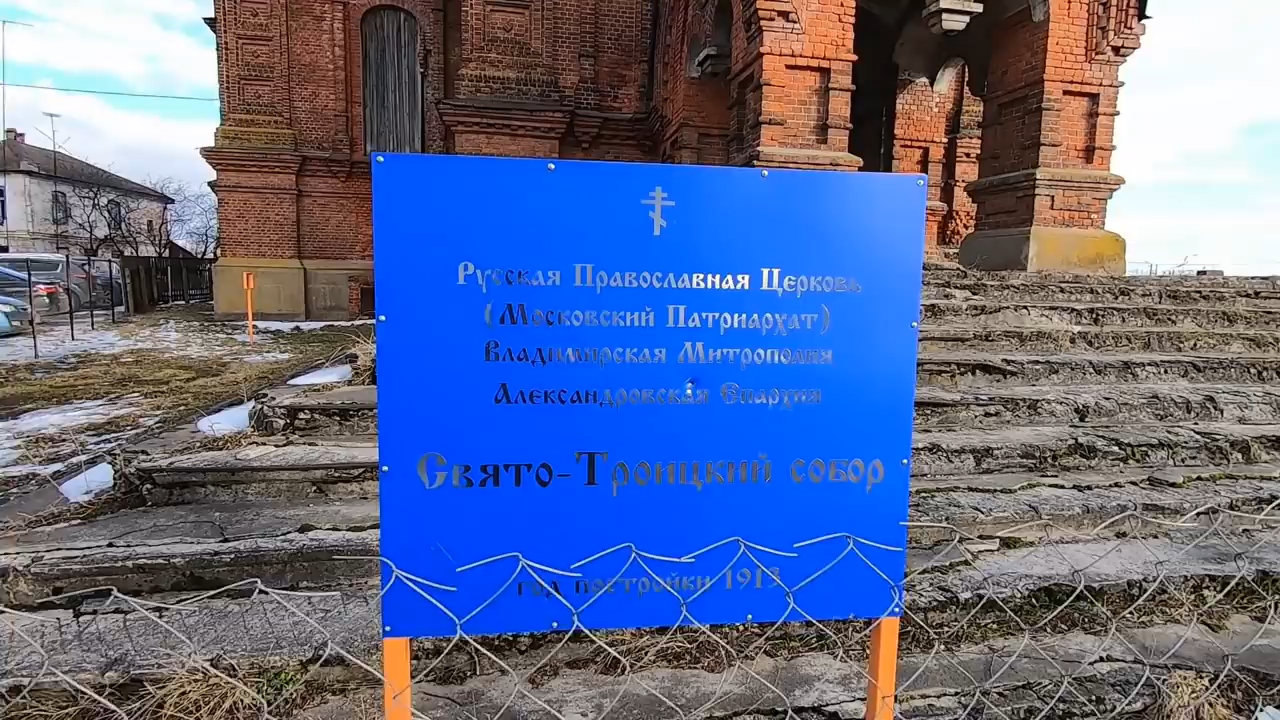 Русская Православная Церковь
(Московский Патриархат)
Владимирская Митрополия
Александровская Епархия
Свято-Троицкий собор
год постройки 1913